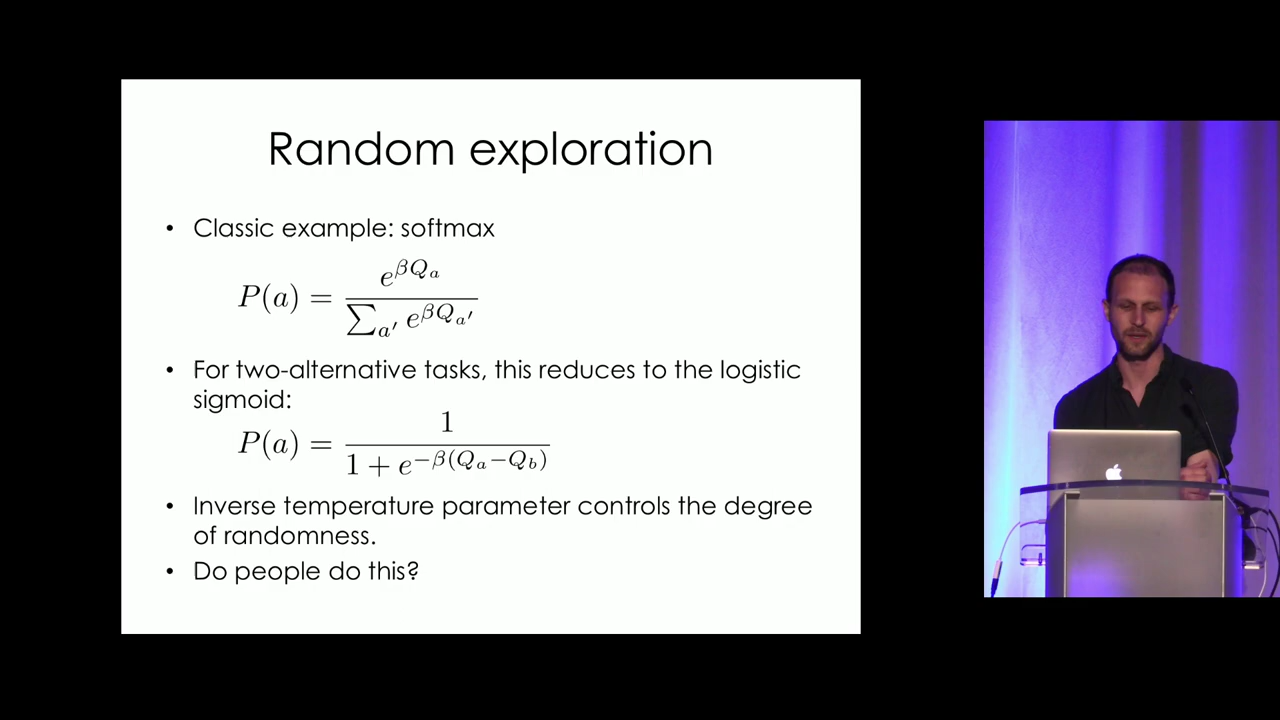 Random exploration
• Classic example: softmax
P(a) = e^{βQ_a} / ∑_{a'} e^{βQ_{a'}}
• For two-alternative tasks, this reduces to the logistic
sigmoid:
P(a) = 1 / (1 + e^{−β(Q_a−Q_b)})
• Inverse temperature parameter controls the degree
of randomness.
• Do people do this?